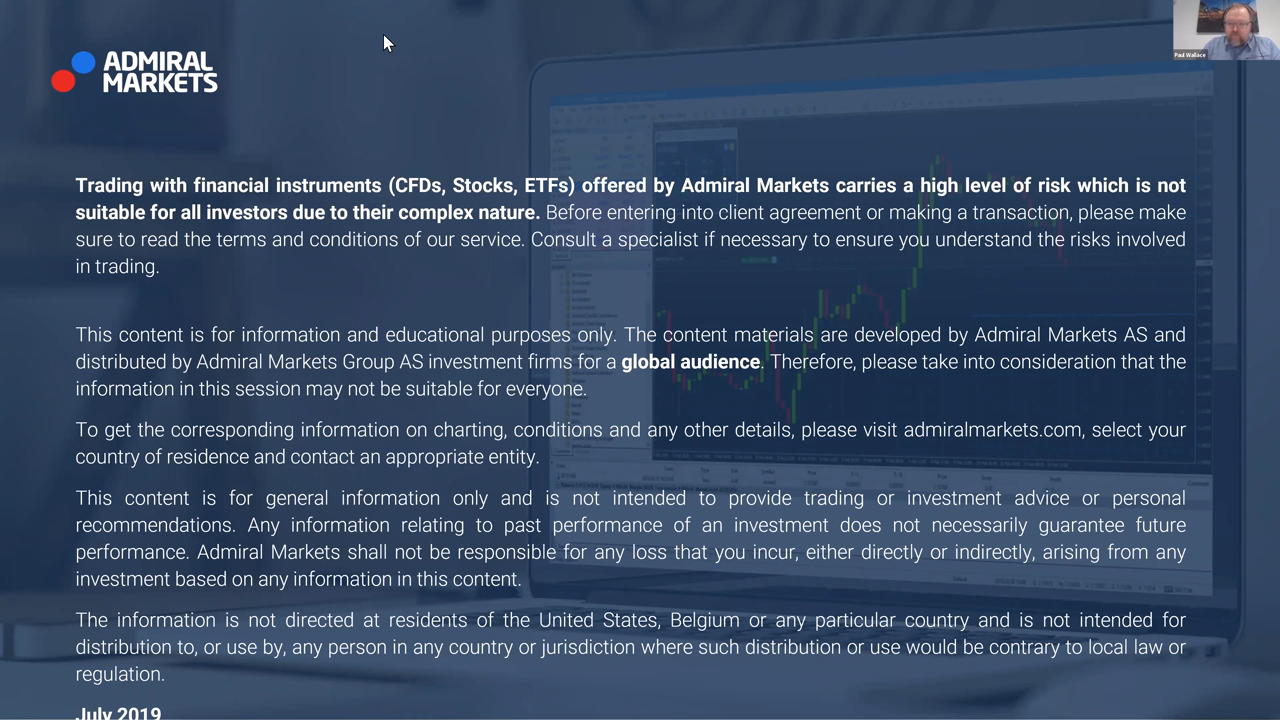 Paul Wallace
ADMIRAL
MARKETS
Trading with financial instruments (CFDs, Stocks, ETFs) offered by Admiral Markets carries a high level of risk which is not
suitable for all investors due to their complex nature. Before entering into client agreement or making a transaction, please make
sure to read the terms and conditions of our service. Consult a specialist if necessary to ensure you understand the risks involved
in trading.
This content is for information and educational purposes only. The content materials are developed by Admiral Markets AS and
distributed by Admiral Markets Group AS investment firms for a global audience. Therefore, please take into consideration that the
information in this session may not be suitable for everyone.
To get the corresponding information on charting, conditions and any other details, please visit admiralmarkets.com, select your
country of residence and contact an appropriate entity.
This content is for general information only and is not intended to provide trading or investment advice or personal
recommendations. Any information relating to past performance of an investment does not necessarily guarantee future
performance. Admiral Markets shall not be responsible for any loss that you incur, either directly or indirectly, arising from any
investment based on any information in this content.
The information is not directed at residents of the United States, Belgium or any particular country and is not intended for
distribution to, or use by, any person in any country or jurisdiction where such distribution or use would be contrary to local law or
regulation.
July 2019